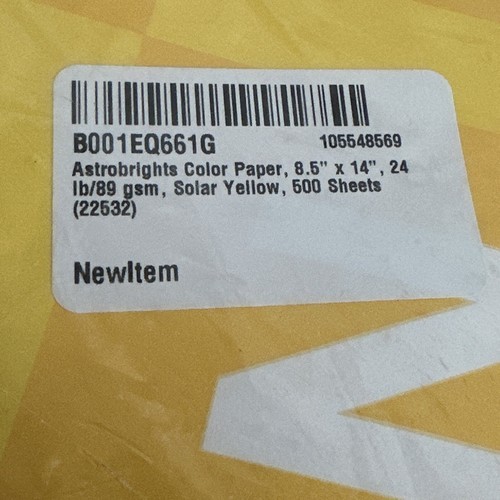 B001EQ661G 105548569
Astrobrights Color Paper, 8.5" x 14", 24
lb/89 gsm, Solar Yellow, 500 Sheets
(22532)
NewItem